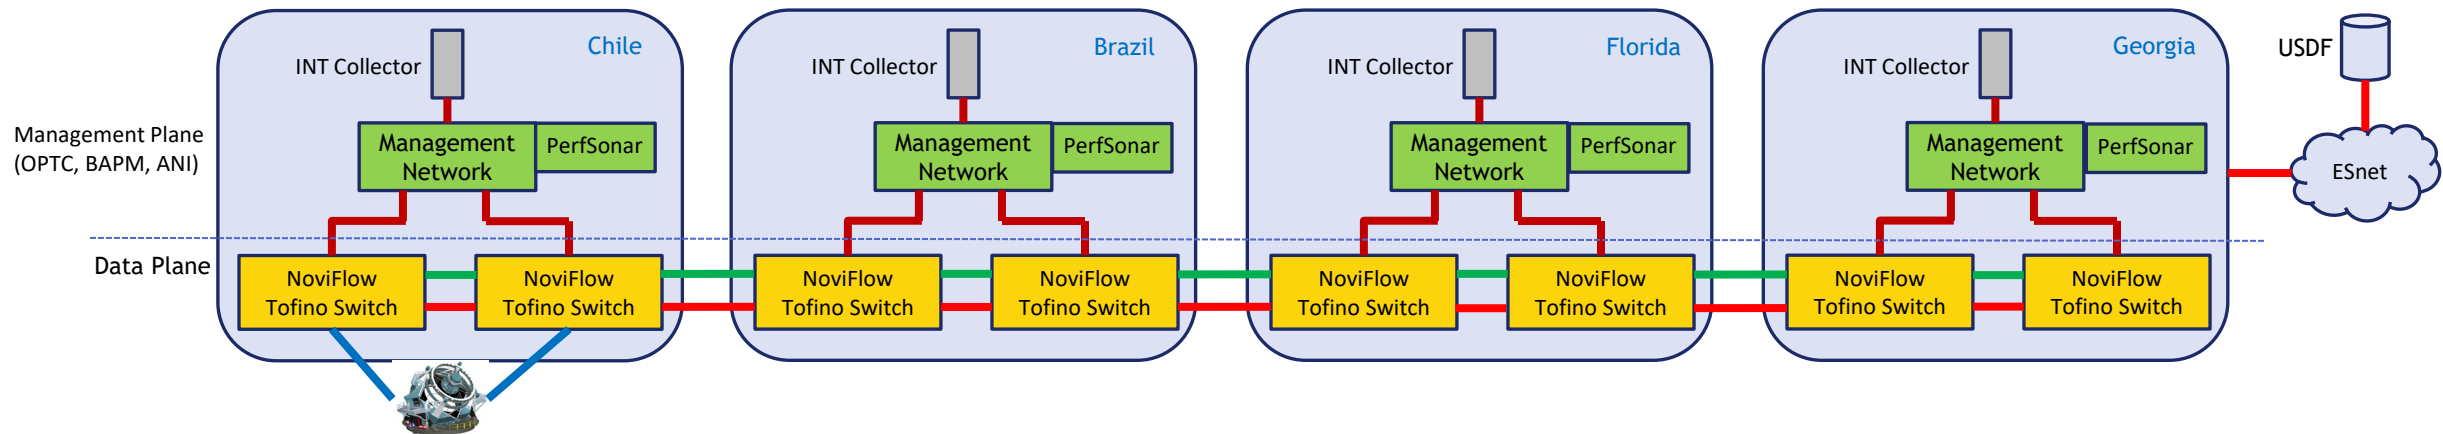 Chile
Brazil
Florida
Georgia
USDF
INT Collector
INT Collector
INT Collector
INT Collector
Management Plane
(OPTC, BAPM, ANI)
Management
Network
PerfSonar
Management
Network
PerfSonar
Management
Network
PerfSonar
Management
Network
PerfSonar
ESnet
Data Plane
NoviFlow
Tofino Switch
NoviFlow
Tofino Switch
NoviFlow
Tofino Switch
NoviFlow
Tofino Switch
NoviFlow
Tofino Switch
NoviFlow
Tofino Switch
NoviFlow
Tofino Switch
NoviFlow
Tofino Switch